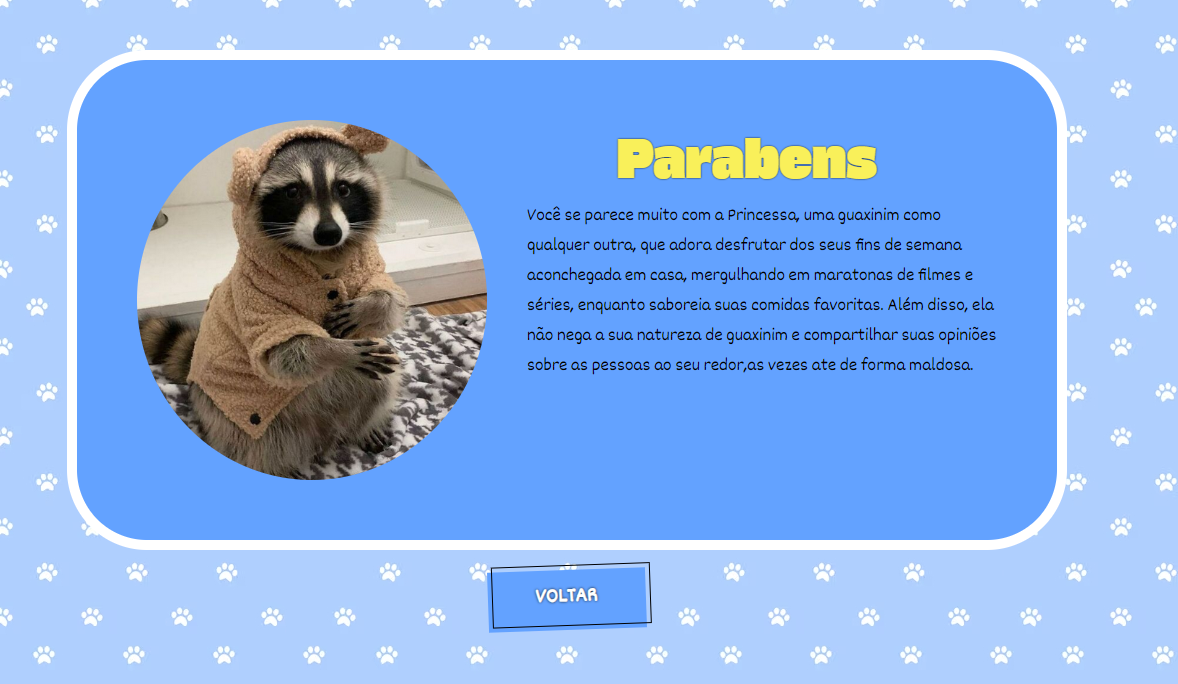 Parabens
Você se parece muito com a Princessa, uma guaxinim como
qualquer outra, que adora desfrutar dos seus fins de semana
aconchegada em casa, mergulhando em maratonas de filmes e
séries, enquanto saboreia suas comidas favoritas. Além disso, ela
não nega a sua natureza de guaxinim e compartilhar suas opiniões
sobre as pessoas ao seu redor,as vezes ate de forma maldosa.
VOLTAR